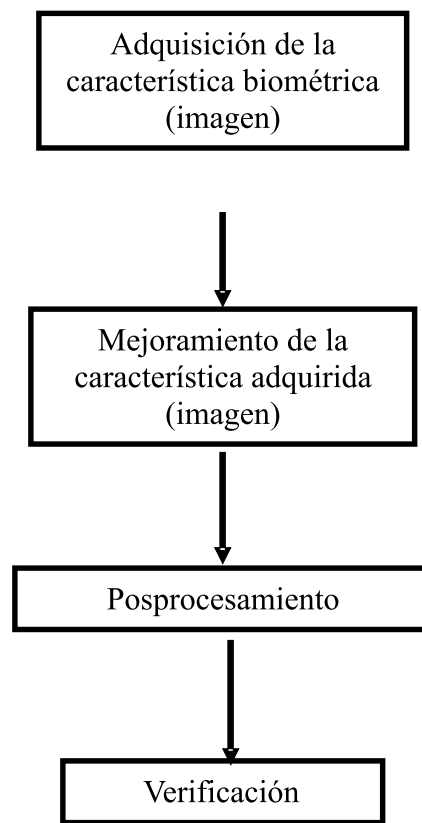 Adquisición de la
característica biométrica
(imagen)
Mejoramiento de la
característica adquirida
(imagen)
Posprocesamiento
Verificación